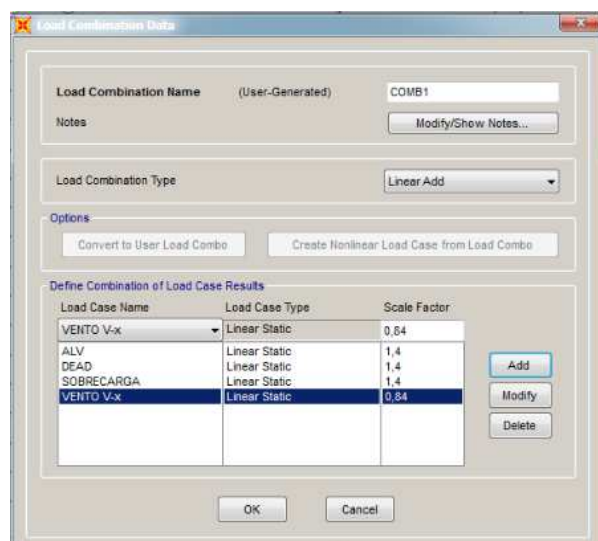 Load Combination Data
Load Combination Name (User-Generated) COMB1
Notes Modify/Show Notes...
Load Combination Type Linear Add
Options
Convert to User Load Combo Create Nonlinear Load Case from Load Combo
Define Combination of Load Case Results
Load Case Name Load Case Type Scale Factor
VENTO V-x Linear Static 0,84
ALV Linear Static 1,4
DEAD Linear Static 1,4
SOBRECARGA Linear Static 1,4
VENTO V-x Linear Static 0,84
Add
Modify
Delete
OK Cancel